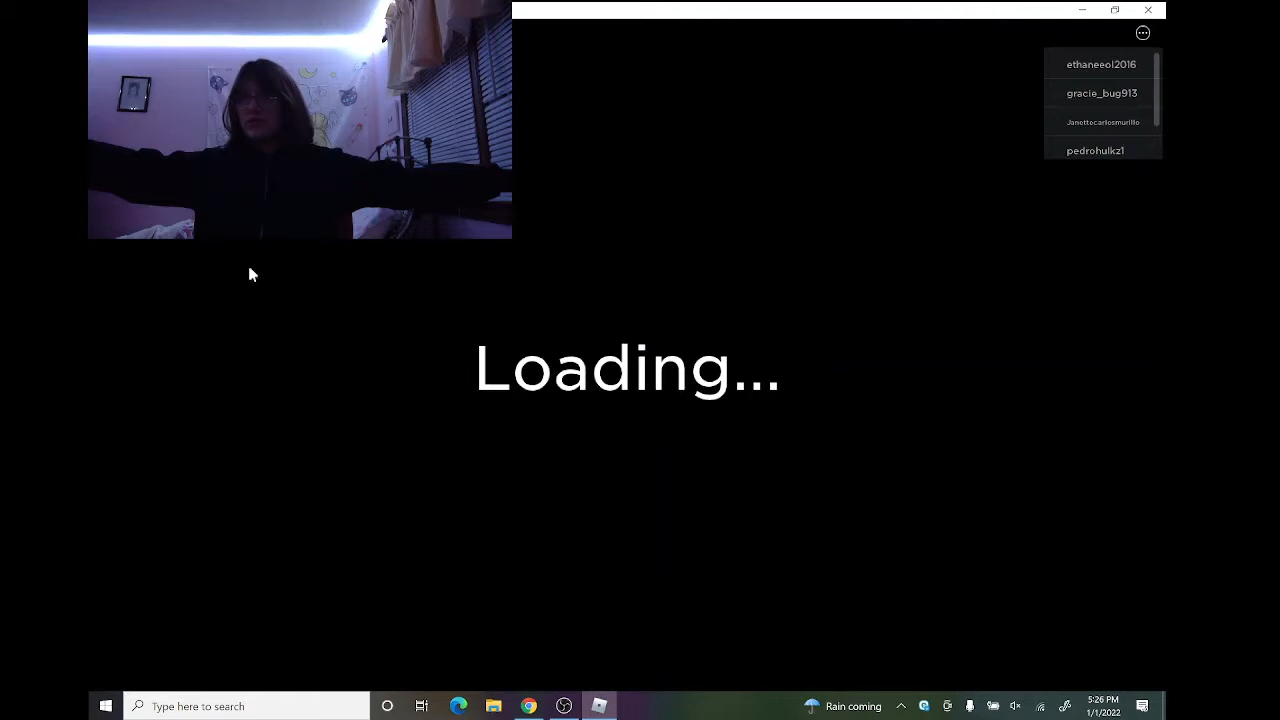 ethaneeol2016
gracie_bug913
Janettecarlosmurillo
pedrohulkz1
Loading...
Type here to search
Rain coming
5:26 PM
1/1/2022